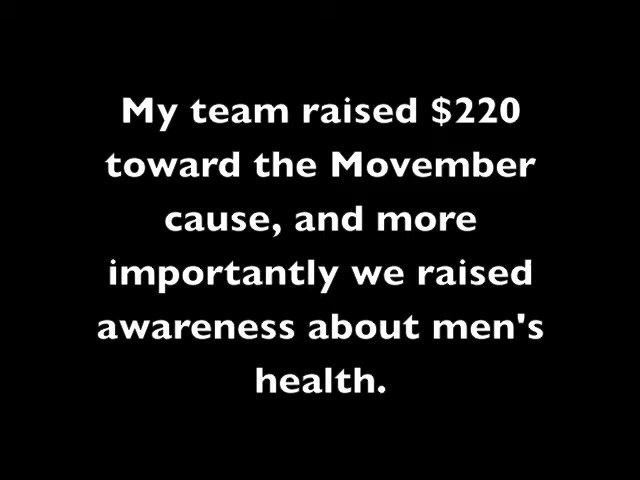 My team raised $220
toward the Movember
cause, and more
importantly we raised
awareness about men's
health.